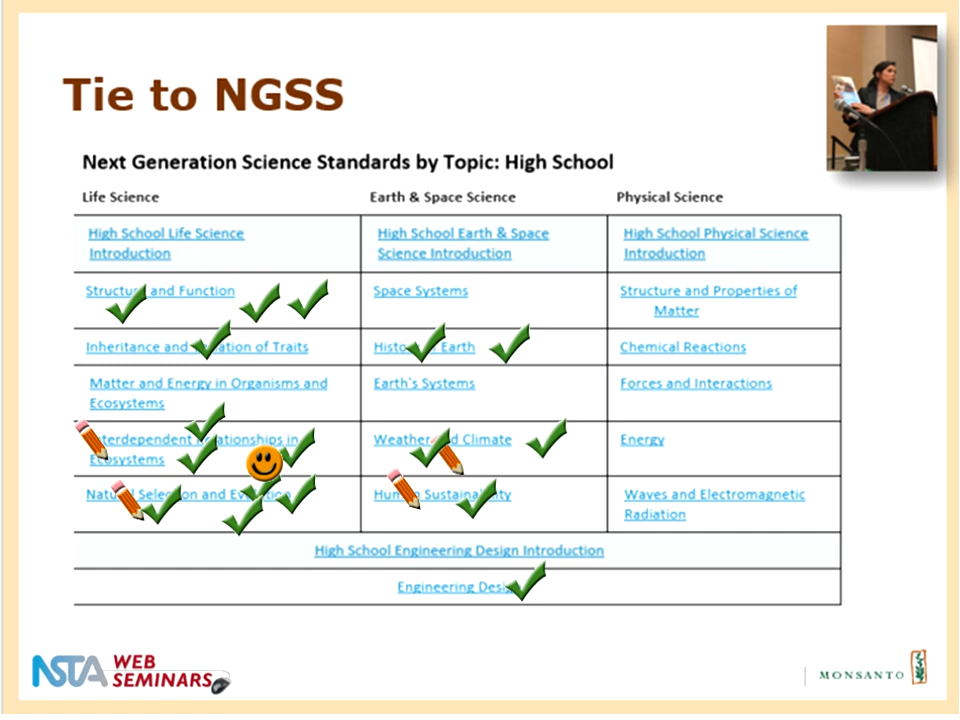 Tie to NGSS
Next Generation Science Standards by Topic: High School
Life Science
Earth & Space Science
Physical Science
High School Life Science
Introduction
High School Earth & Space
Science Introduction
High School Physical Science
Introduction
Structure and Function
Space Systems
Structure and Properties of
Matter
Inheritance and Variation of Traits
History of Earth
Chemical Reactions
Matter and Energy in Organisms and
Ecosystems
Earth's Systems
Forces and Interactions
Interdependent Relationships in
Ecosystems
Weather and Climate
Energy
Natural Selection and Evolution
Human Sustainability
Waves and Electromagnetic
Radiation
High School Engineering Design Introduction
Engineering Design
NSTA WEB
SEMINARS
MONSANTO